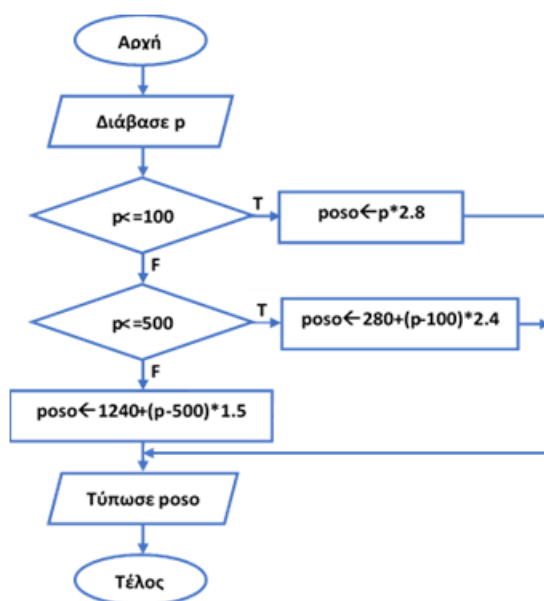 Αρχή
Διάβασε p
p<=100
T
poso←p*2.8
F
p<=500
T
poso←280+(p-100)*2.4
F
poso←1240+(p-500)*1.5
Τύπωσε poso
Τέλος